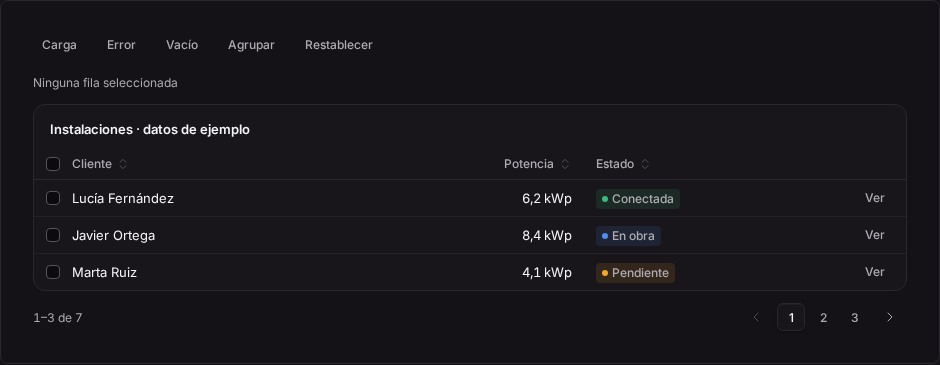 Carga Error Vacío Agrupar Restablecer
Ninguna fila seleccionada
Instalaciones · datos de ejemplo
Cliente Potencia Estado
Lucía Fernández 6,2 kWp Conectada Ver
Javier Ortega 8,4 kWp En obra Ver
Marta Ruiz 4,1 kWp Pendiente Ver
1–3 de 7 1 2 3